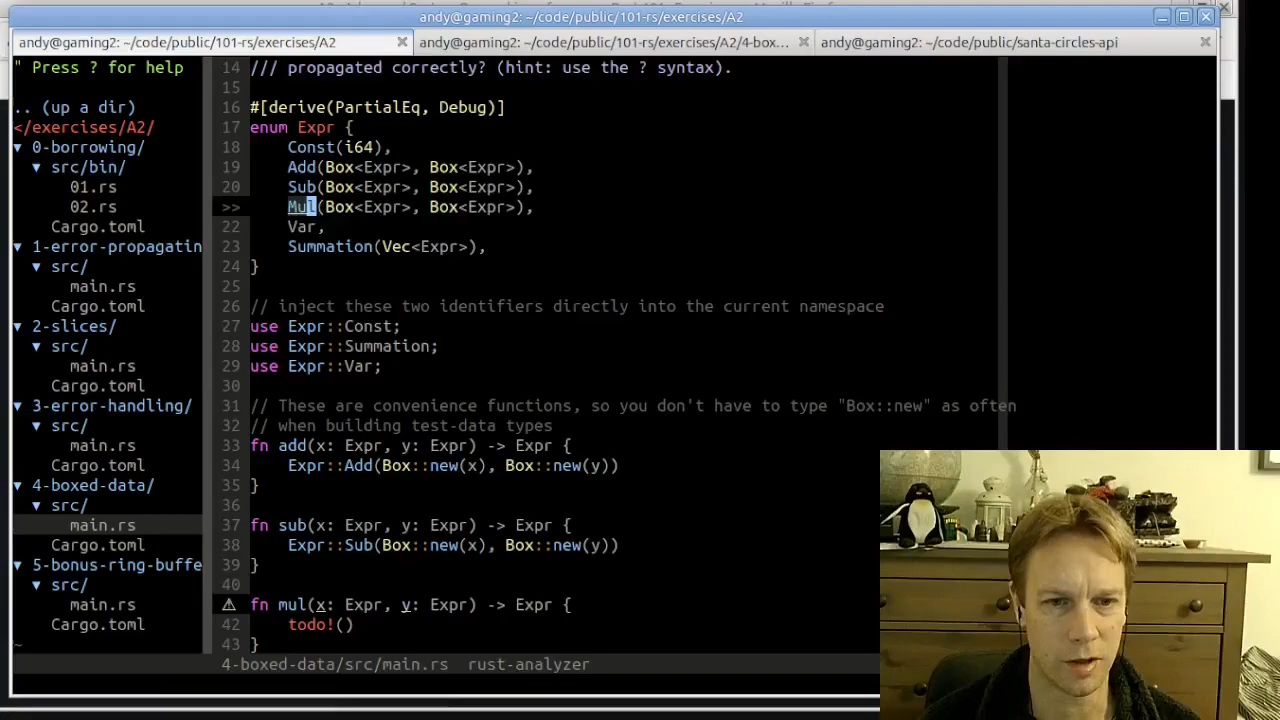 andy@gaming2: ~/code/public/101-rs/exercises/A2
andy@gaming2: ~/code/public/101-rs/exercises/A2
andy@gaming2: ~/code/public/101-rs/exercises/A2/4-box...
andy@gaming2: ~/code/public/santa-circles-api
" Press ? for help
.. (up a dir)
</exercises/A2/
▼ 0-borrowing/
▼ src/bin/
01.rs
02.rs
Cargo.toml
▼ 1-error-propagatin
▼ src/
main.rs
Cargo.toml
▼ 2-slices/
▼ src/
main.rs
Cargo.toml
▼ 3-error-handling/
▼ src/
main.rs
Cargo.toml
▼ 4-boxed-data/
▼ src/
main.rs
Cargo.toml
▼ 5-bonus-ring-buffe
▼ src/
main.rs
Cargo.toml
~
14 /// propagated correctly? (hint: use the ? syntax).
15
16 #[derive(PartialEq, Debug)]
17 enum Expr {
18 Const(i64),
19 Add(Box<Expr>, Box<Expr>),
20 Sub(Box<Expr>, Box<Expr>),
>> Mul(Box<Expr>, Box<Expr>),
22 Var,
23 Summation(Vec<Expr>),
24 }
25
26 // inject these two identifiers directly into the current namespace
27 use Expr::Const;
28 use Expr::Summation;
29 use Expr::Var;
30
31 // These are convenience functions, so you don't have to type "Box::new" as often
32 // when building test-data types
33 fn add(x: Expr, y: Expr) -> Expr {
34 Expr::Add(Box::new(x), Box::new(y))
35 }
36
37 fn sub(x: Expr, y: Expr) -> Expr {
38 Expr::Sub(Box::new(x), Box::new(y))
39 }
40
⚠ fn mul(x: Expr, y: Expr) -> Expr {
42 todo!()
43 }
4-boxed-data/src/main.rs rust-analyzer